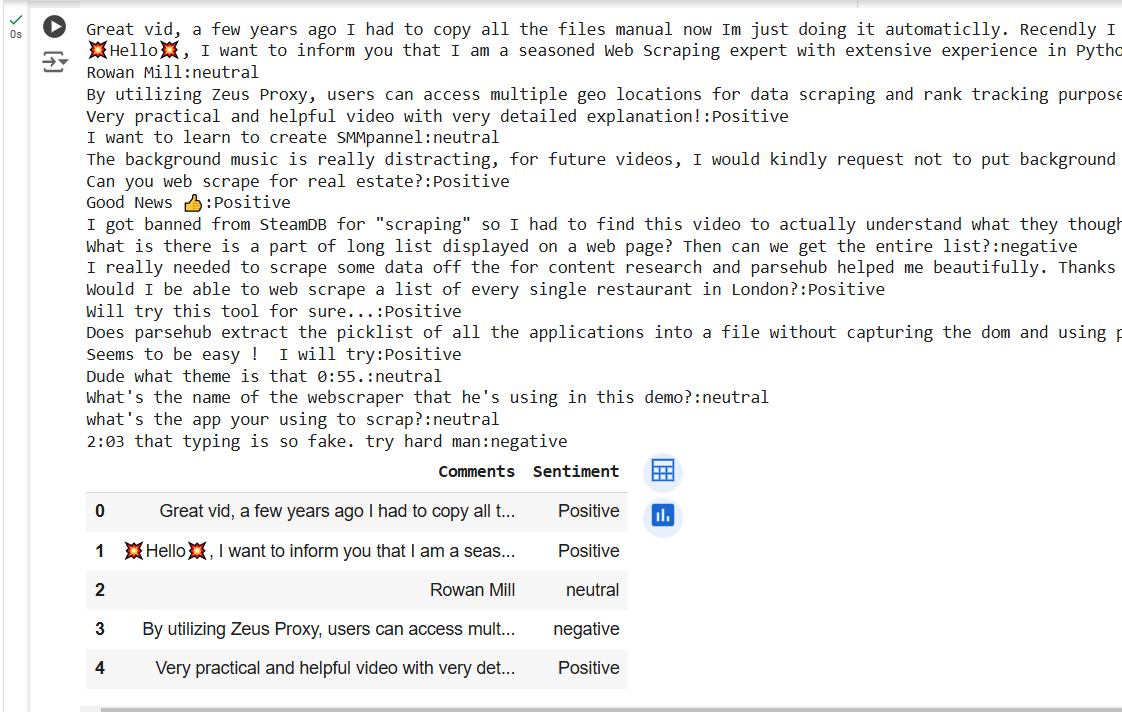 0s
Great vid, a few years ago I had to copy all the files manual now Im just doing it automaticlly. Recently I
💥Hello💥, I want to inform you that I am a seasoned Web Scraping expert with extensive experience in Pytho
Rowan Mill:neutral
By utilizing Zeus Proxy, users can access multiple geo locations for data scraping and rank tracking purpose
Very practical and helpful video with very detailed explanation!:Positive
I want to learn to create SMMpannel:neutral
The background music is really distracting, for future videos, I would kindly request not to put background
Can you web scrape for real estate?:Positive
Good News 👍:Positive
I got banned from SteamDB for "scraping" so I had to find this video to actually understand what they though
What is there is a part of long list displayed on a web page? Then can we get the entire list?:negative
I really needed to scrape some data off the for content research and parsehub helped me beautifully. Thanks
Would I be able to web scrape a list of every single restaurant in London?:Positive
Will try this tool for sure...:Positive
Does parsehub extract the picklist of all the applications into a file without capturing the dom and using p
Seems to be easy !  I will try:Positive
Dude what theme is that 0:55.:neutral
What's the name of the webscraper that he's using in this demo?:neutral
what's the app your using to scrap?:neutral
2:03 that typing is so fake. try hard man:negative
Comments Sentiment
0 Great vid, a few years ago I had to copy all t... Positive
1 💥Hello💥, I want to inform you that I am a seas... Positive
2 Rowan Mill neutral
3 By utilizing Zeus Proxy, users can access mult... negative
4 Very practical and helpful video with very det... Positive